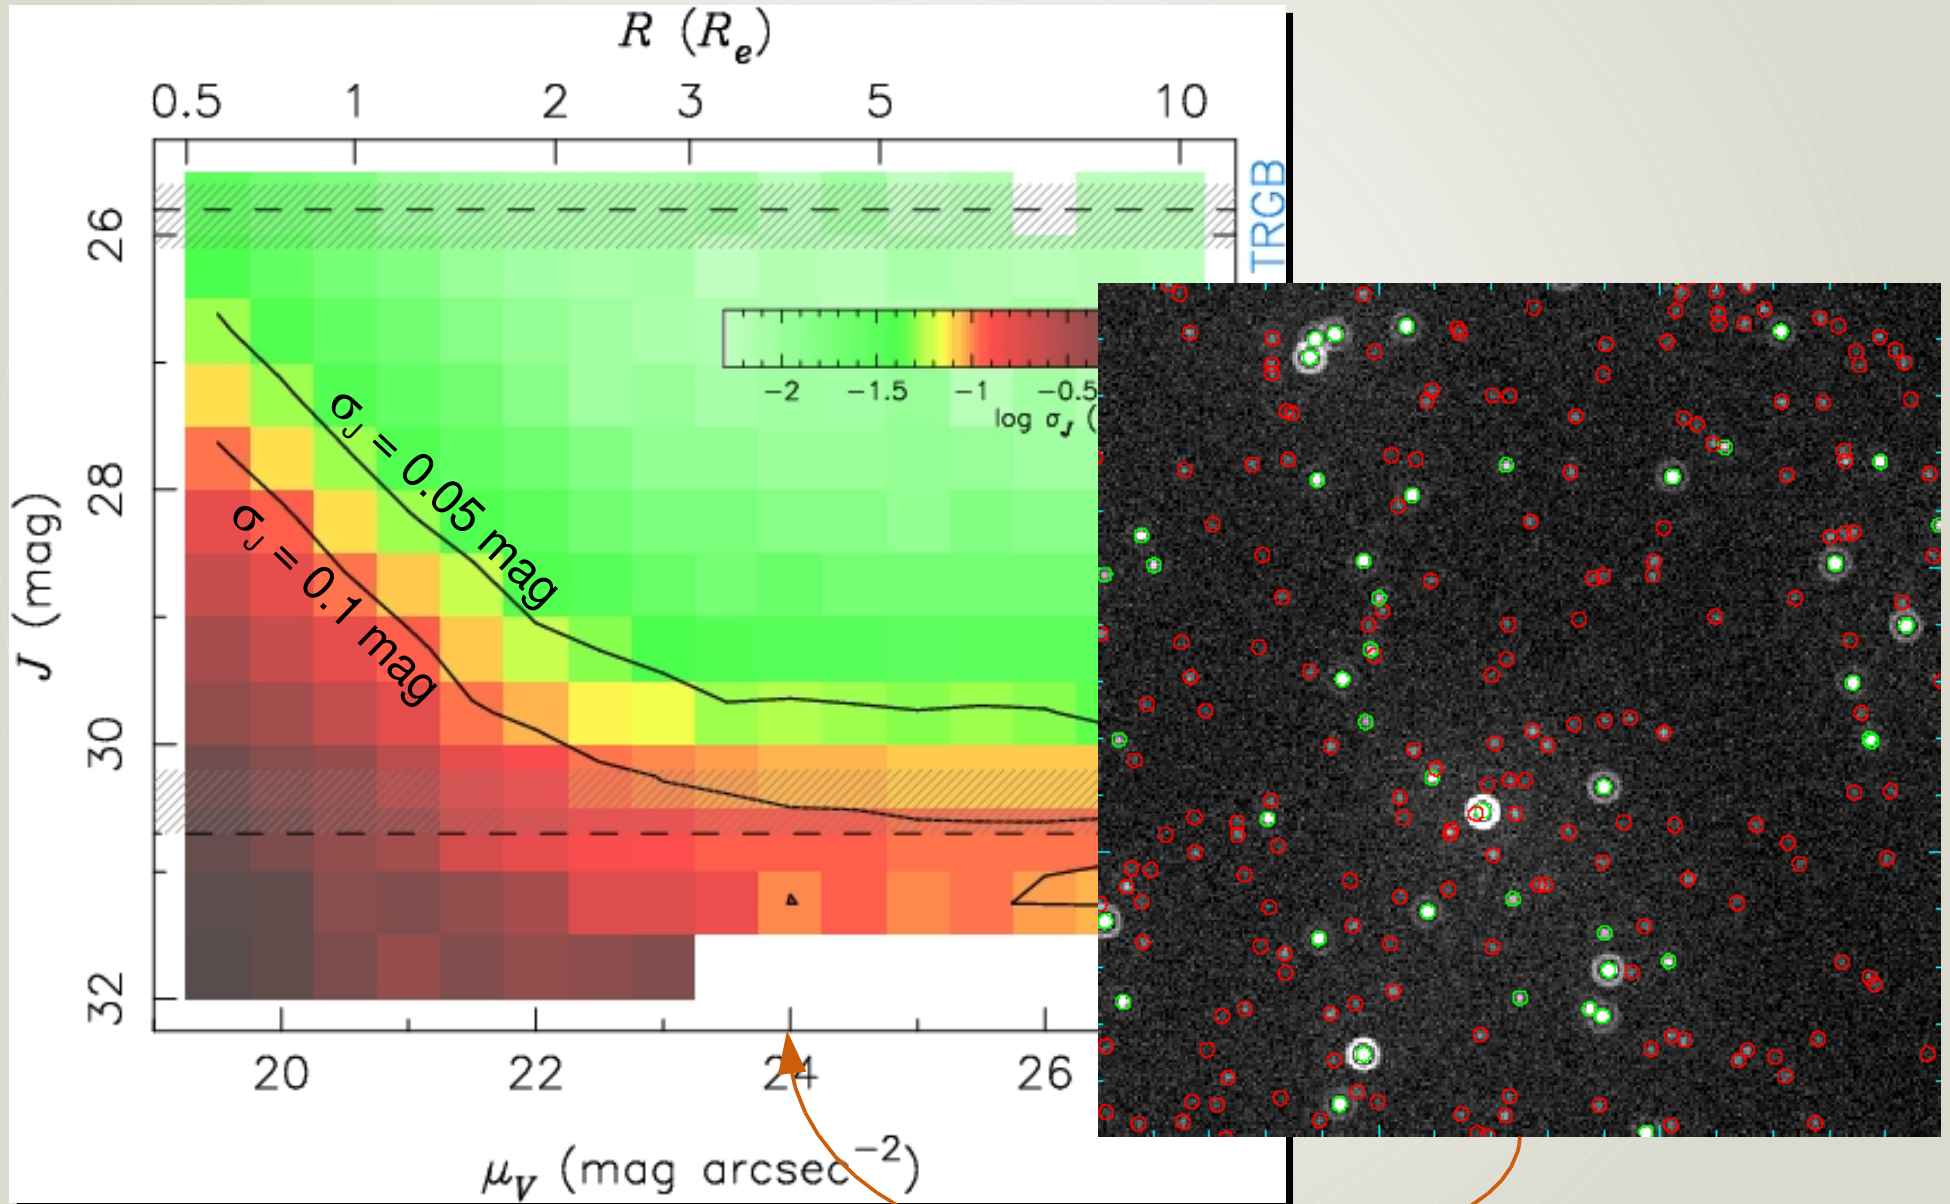 R (Re)
0.5 1 2 3 5 10
TRGB
26
28
30
32
J (mag)
-2 -1.5 -1 -0.5
log σJ (
σJ = 0.05 mag
σJ = 0.1 mag
20 22 24 26
μV (mag arcsec−2)